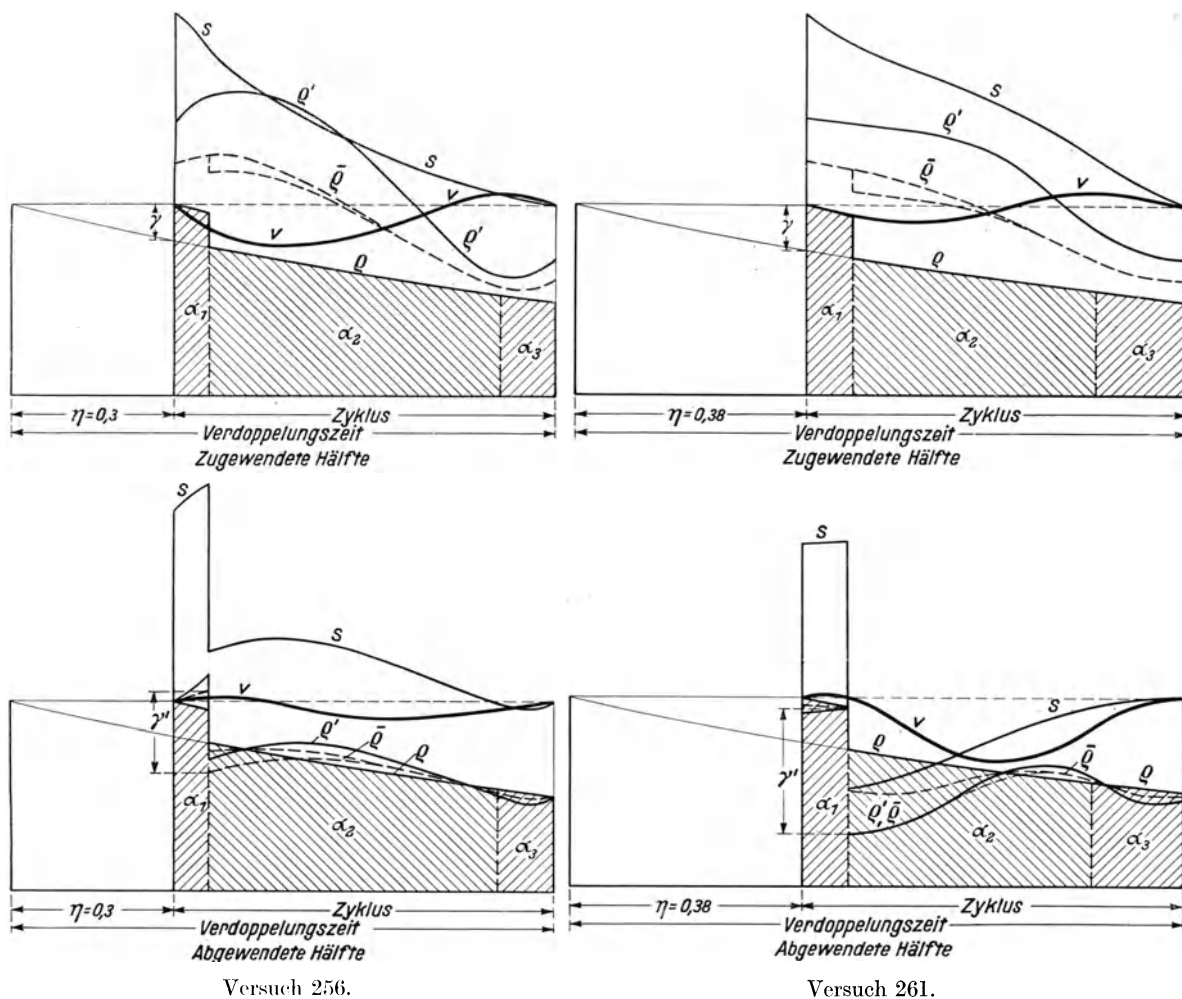 s
ϱ'
ϱ̄
s
v
γ
v
ϱ'
ϱ
α₁
α₂
α₃
η=0,3
Zyklus
Verdoppelungszeit
Zugewendete Hälfte
s
ϱ'
ϱ̄
v
γ
ϱ
α₁
α₂
α₃
η=0,38
Zyklus
Verdoppelungszeit
Zugewendete Hälfte
s
s
v
γ'
ϱ'
ϱ̄
ϱ
α₁
α₂
α₃
η=0,3
Zyklus
Verdoppelungszeit
Abgewendete Hälfte
Versuch 256.
s
s
v
ϱ
γ'
ϱ̄
ϱ
ϱ', ϱ̄
α₁
α₂
α₃
η=0,38
Zyklus
Verdoppelungszeit
Abgewendete Hälfte
Versuch 261.